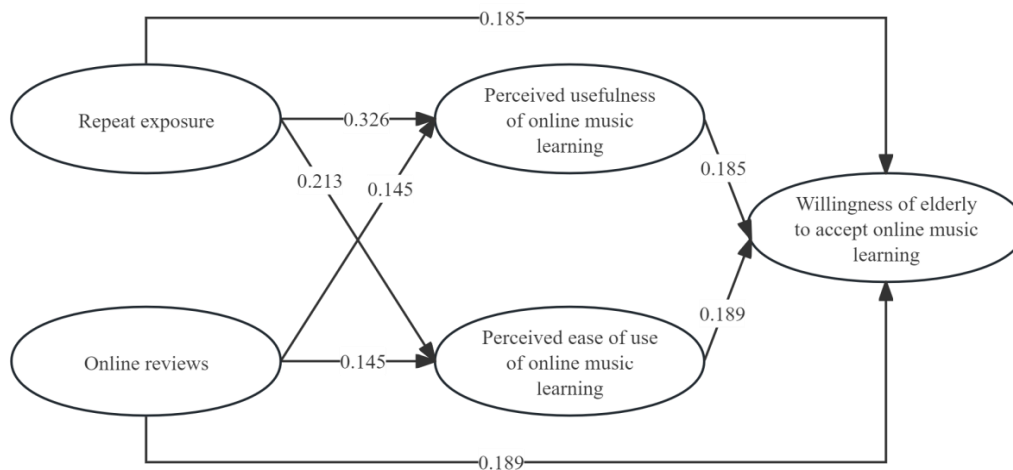 0.185
Repeat exposure
0.326
Perceived usefulness
of online music
learning
0.213
0.145
0.185
Willingness of elderly
to accept online music
learning
Online reviews
0.145
Perceived ease of use
of online music
learning
0.189
0.189